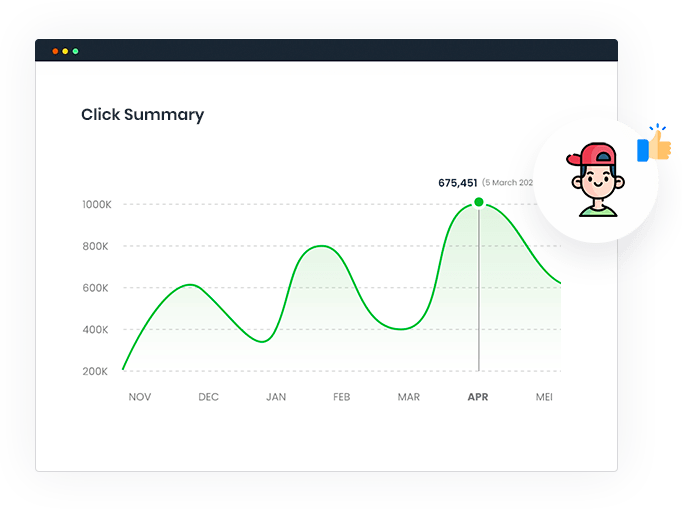 Click Summary
675,451 (5 March 202
1000K
800K
600K
400K
200K
NOV DEC JAN FEB MAR APR MEI